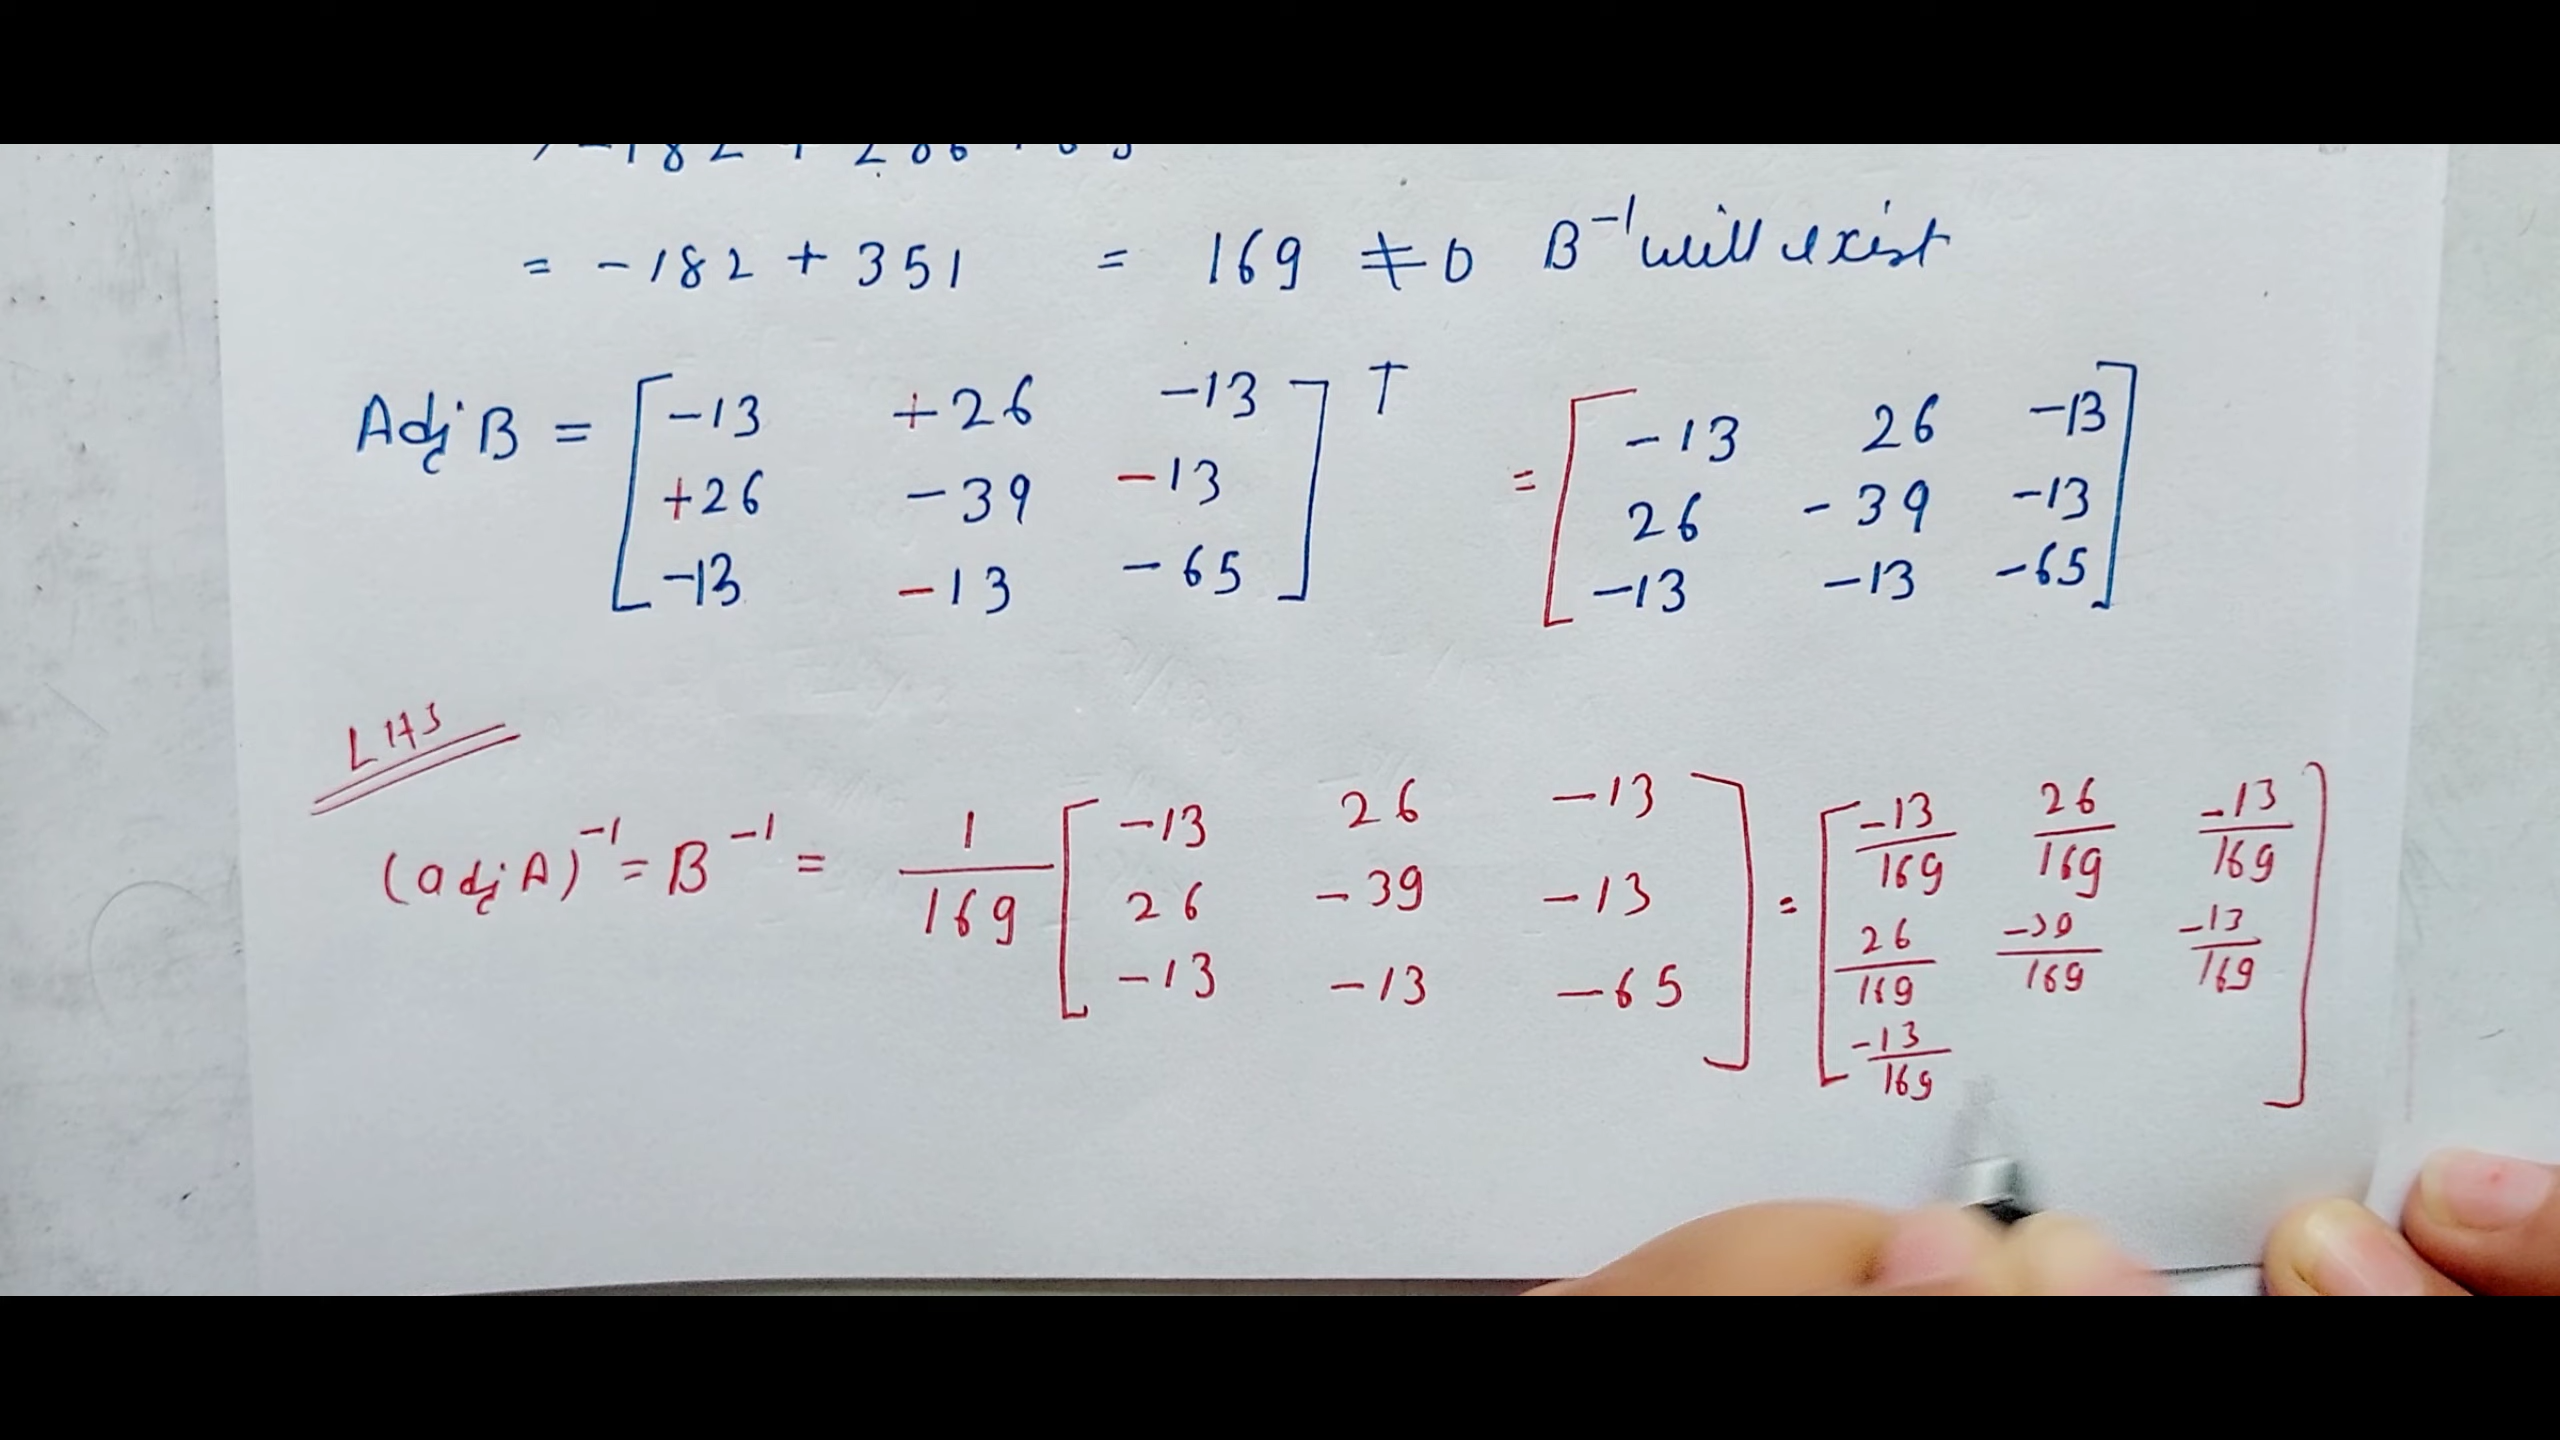 = -182 + 351 = 169 ≠ 0 B⁻¹ will exist
Adj B = [ -13 +26 -13 ] T = [ -13 26 -13 ]
[ +26 -39 -13 ] [ 26 -39 -13 ]
[ -13 -13 -65 ] [ -13 -13 -65 ]
LHS
(adj A)⁻¹ = B⁻¹ = 1/169 [ -13 26 -13 ] = [ -13/169 26/169 -13/169 ]
[ 26 -39 -13 ] [ 26/169 -39/169 -13/169 ]
[ -13 -13 -65 ] [ -13/169 ]